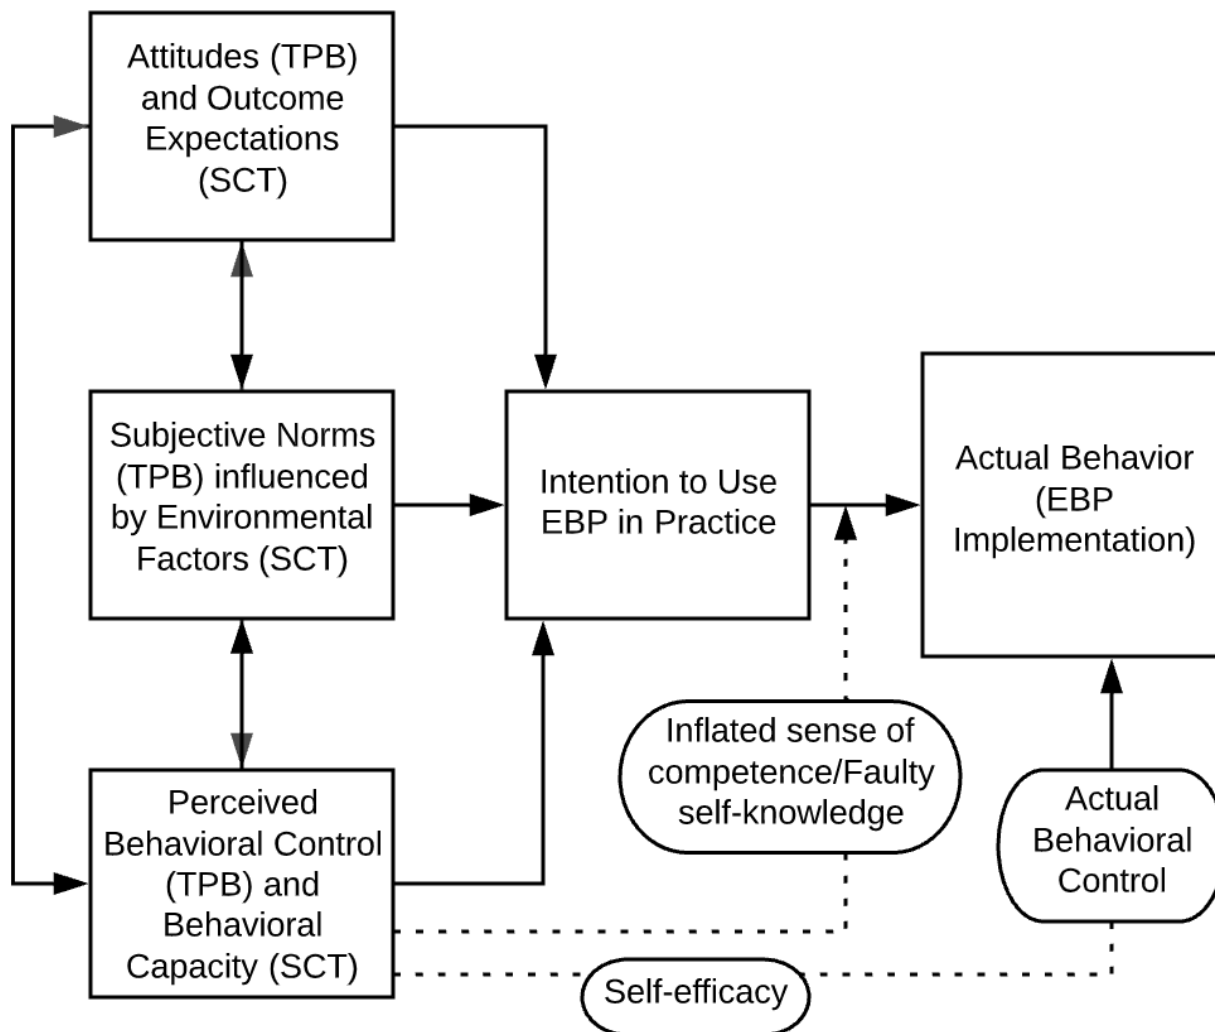 Attitudes (TPB)
and Outcome
Expectations
(SCT)
Subjective Norms
(TPB) influenced
by Environmental
Factors (SCT)
Perceived
Behavioral Control
(TPB) and
Behavioral
Capacity (SCT)
Intention to Use
EBP in Practice
Inflated sense of
competence/Faulty
self-knowledge
Self-efficacy
Actual Behavior
(EBP
Implementation)
Actual
Behavioral
Control